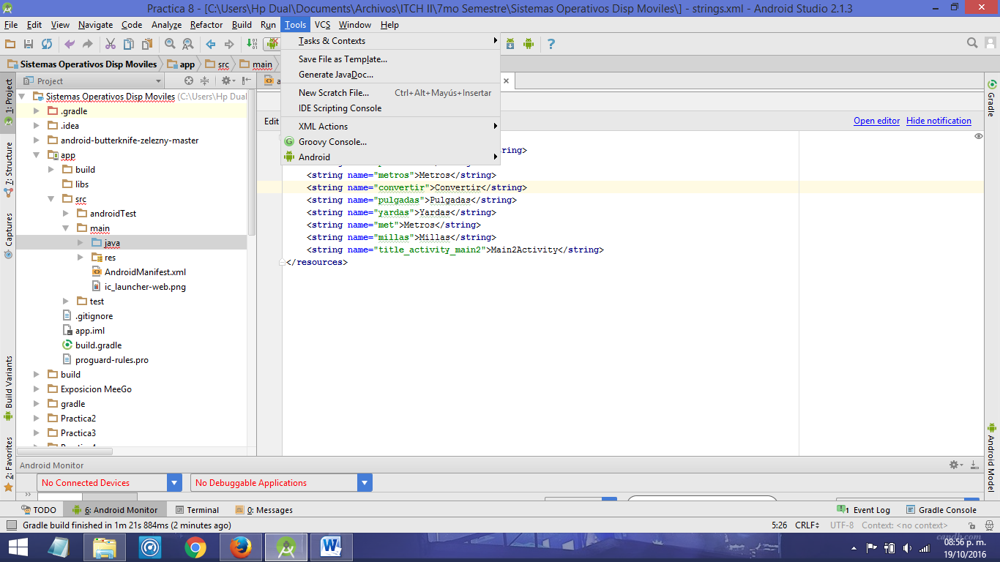 Practica 8 - [C:\Users\Hp Dual\Documents\Archivos\ITCH II\7mo Semestre\Sistemas Operativos Disp Moviles\] - strings.xml - Android Studio 2.1.3
File Edit View Navigate Code Analyze Refactor Build Run Tools VCS Window Help
Sistemas Operativos Disp Moviles app src main
Project
1: Project
7: Structure
Captures
Build Variants
2: Favorites
Sistemas Operativos Disp Moviles (C:\Users\Hp Dual
.gradle
.idea
android-butterknife-zelezny-master
app
build
libs
src
androidTest
main
java
res
AndroidManifest.xml
ic_launcher-web.png
test
.gitignore
app.iml
build.gradle
proguard-rules.pro
build
Exposicion MeeGo
gradle
Practica2
Practica3
Tasks & Contexts
Save File as Template...
Generate JavaDoc...
New Scratch File... Ctrl+Alt+Mayús+Insertar
IDE Scripting Console
XML Actions
Groovy Console...
Android
Edit
Open editor Hide notification
ring>
<string name="metros">Metros</string>
<string name="convertir">Convertir</string>
<string name="pulgadas">Pulgadas</string>
<string name="yardas">Yardas</string>
<string name="met">Metros</string>
<string name="millas">Millas</string>
<string name="title_activity_main2">Main2Activity</string>
</resources>
Gradle
Android Model
Android Monitor
No Connected Devices No Debuggable Applications
TODO 6: Android Monitor Terminal 0: Messages 1 Event Log Gradle Console
Gradle build finished in 1m 21s 884ms (2 minutes ago) 5:26 CRLF UTF-8 Context: <no context>
candh.com
08:56 p. m.
19/10/2016